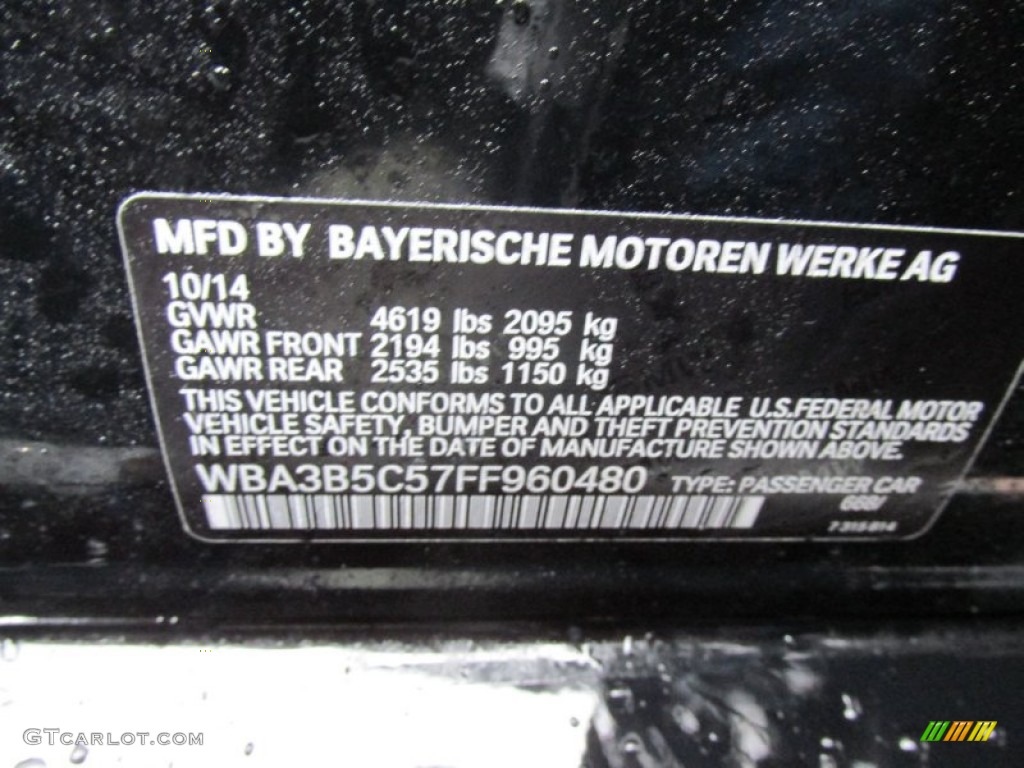 MFD BY BAYERISCHE MOTOREN WERKE AG
10/14
GVWR 4619 lbs 2095 kg
GAWR FRONT 2194 lbs 995 kg
GAWR REAR 2535 lbs 1150 kg
THIS VEHICLE CONFORMS TO ALL APPLICABLE U.S.FEDERAL MOTOR
VEHICLE SAFETY, BUMPER AND THEFT PREVENTION STANDARDS
IN EFFECT ON THE DATE OF MANUFACTURE SHOWN ABOVE.
WBA3B5C57FF960480 TYPE: PASSENGER CAR
GTcarlot.com